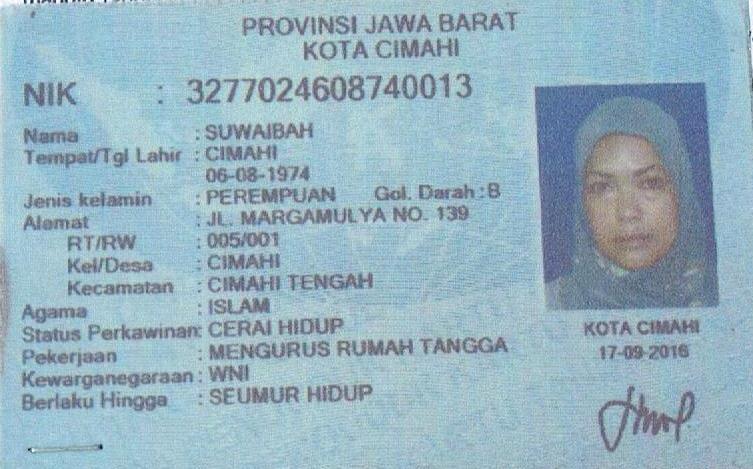 PROVINSI JAWA BARAT
KOTA CIMAHI
NIK : 3277024608740013
Nama : SUWAIBAH
Tempat/Tgl Lahir : CIMAHI
06-08-1974
Jenis kelamin : PEREMPUAN Gol. Darah : B
Alamat : JL. MARGAMULYA NO. 139
RT/RW : 005/001
Kel/Desa : CIMAHI
Kecamatan : CIMAHI TENGAH
Agama : ISLAM
Status Perkawinan: CERAI HIDUP
Pekerjaan : MENGURUS RUMAH TANGGA
Kewarganegaraan : WNI
Berlaku Hingga : SEUMUR HIDUP
KOTA CIMAHI
17-09-2016